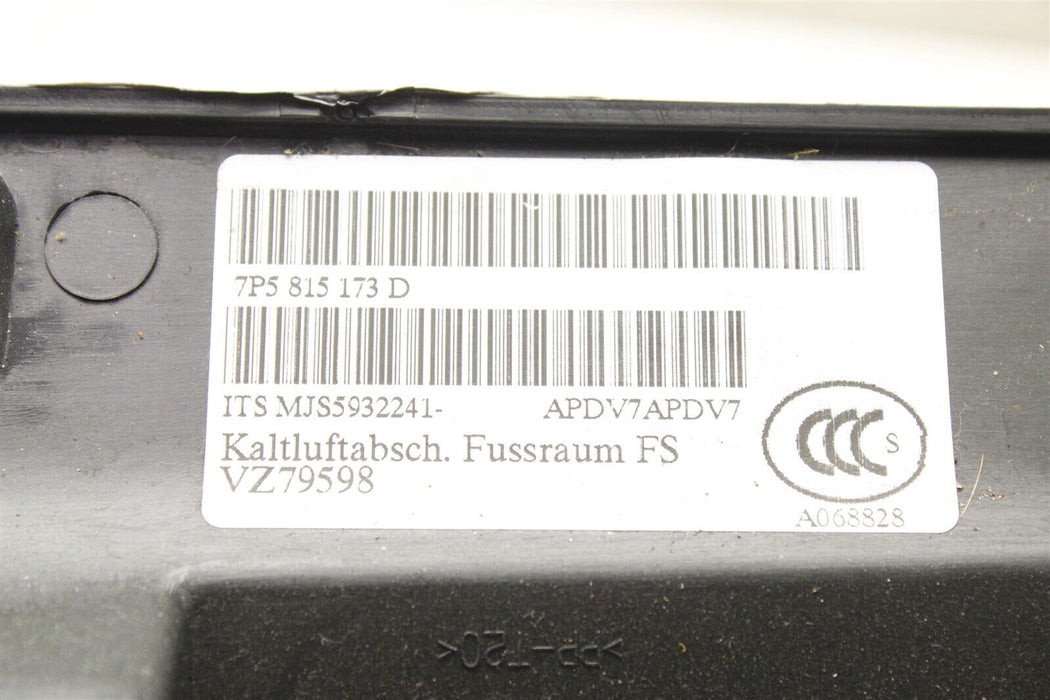 7P5 815 173 D
ITS MJS5932241- APDV7APDV7
Kaltluftabsch. Fussraum FS
VZ79598
CCC S
A068828
>PP-T20<